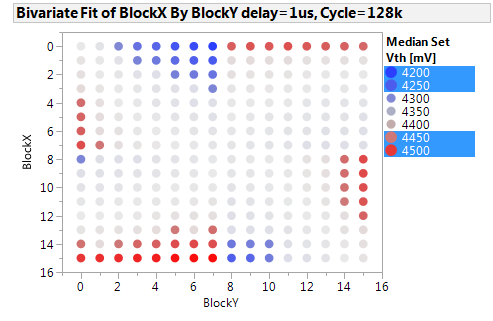 Bivariate Fit of BlockX By BlockY delay=1us, Cycle=128k
Median Set
Vth [mV]
4200
4250
4300
4350
4400
4450
4500
BlockX
0
2
4
6
8
10
12
14
16
0 2 4 6 8 10 12 14 16
BlockY